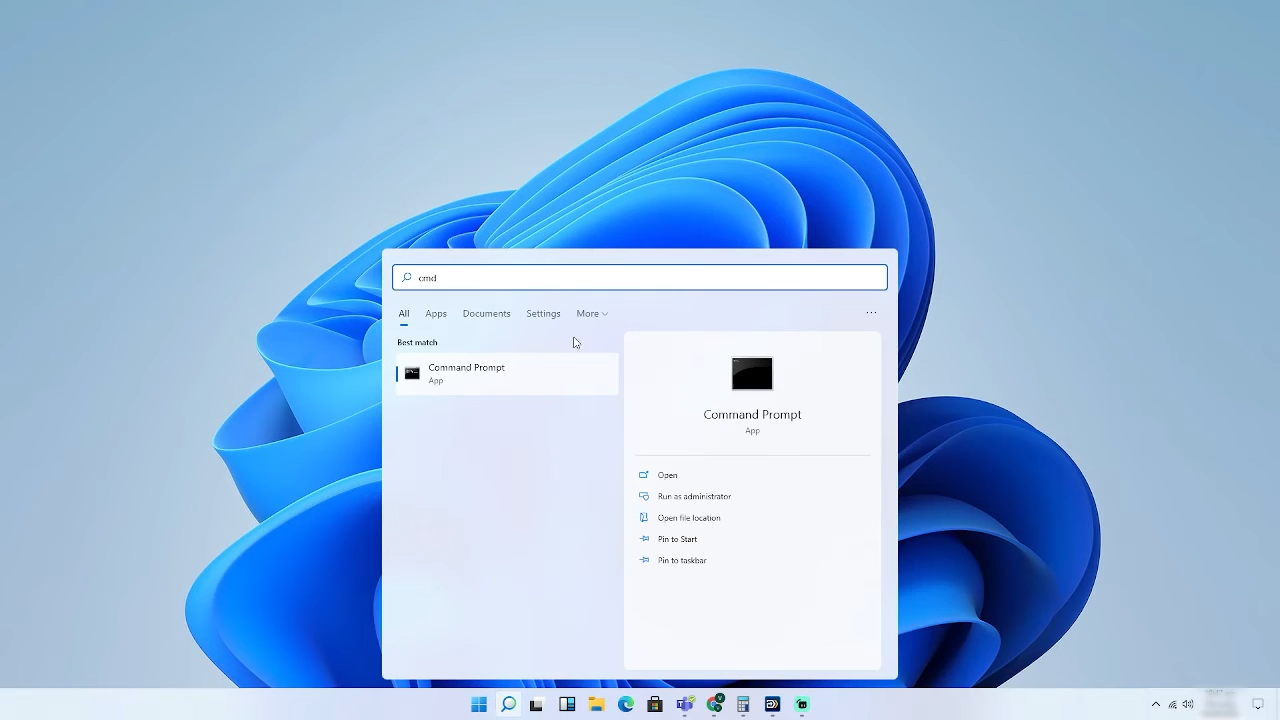 cmd
All Apps Documents Settings More
Best match
Command Prompt
App
Command Prompt
App
Open
Run as administrator
Open file location
Pin to Start
Pin to taskbar